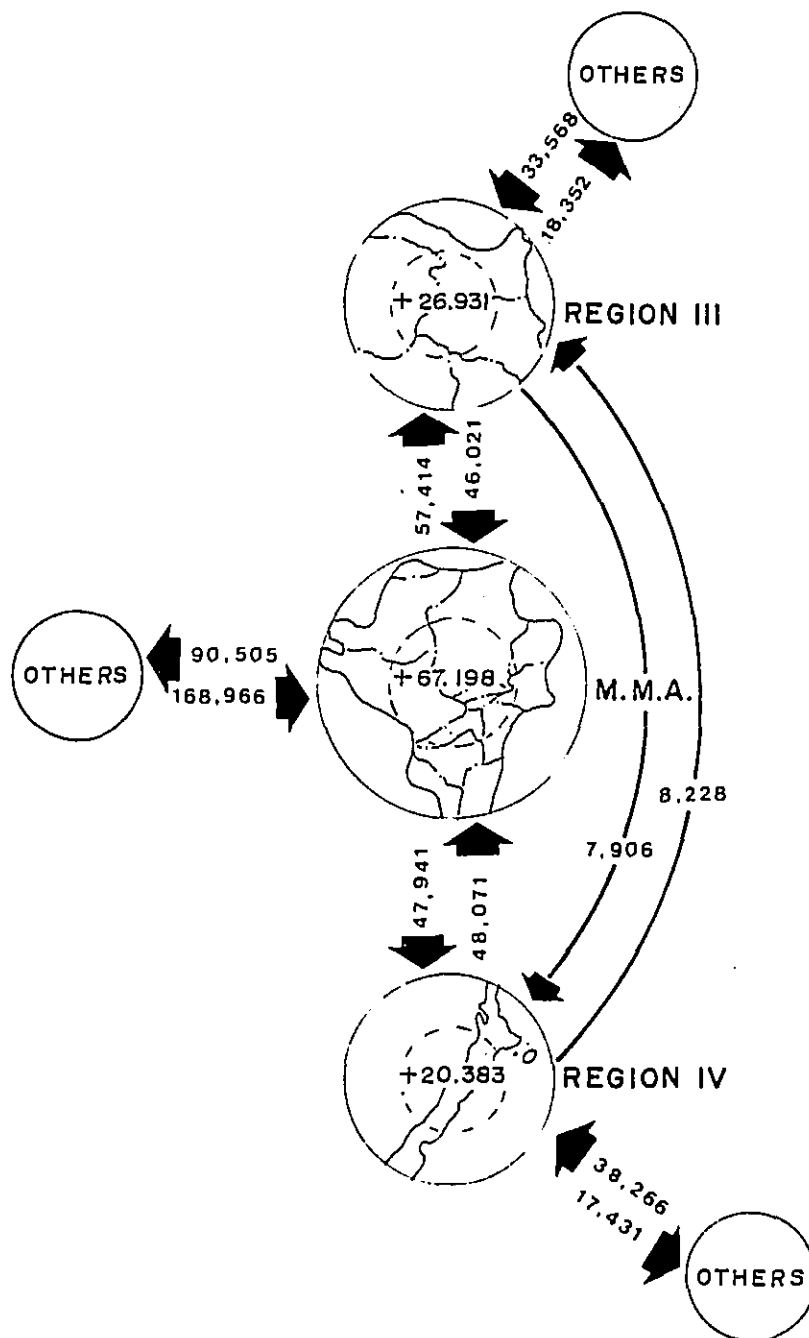 OTHERS
33,568
18,352
+26.931
REGION III
57,414
46,021
OTHERS
90,505
168,966
+67.198
M.M.A.
8,228
7,906
47,941
48,071
+20.383
REGION IV
38,266
17,431
OTHERS